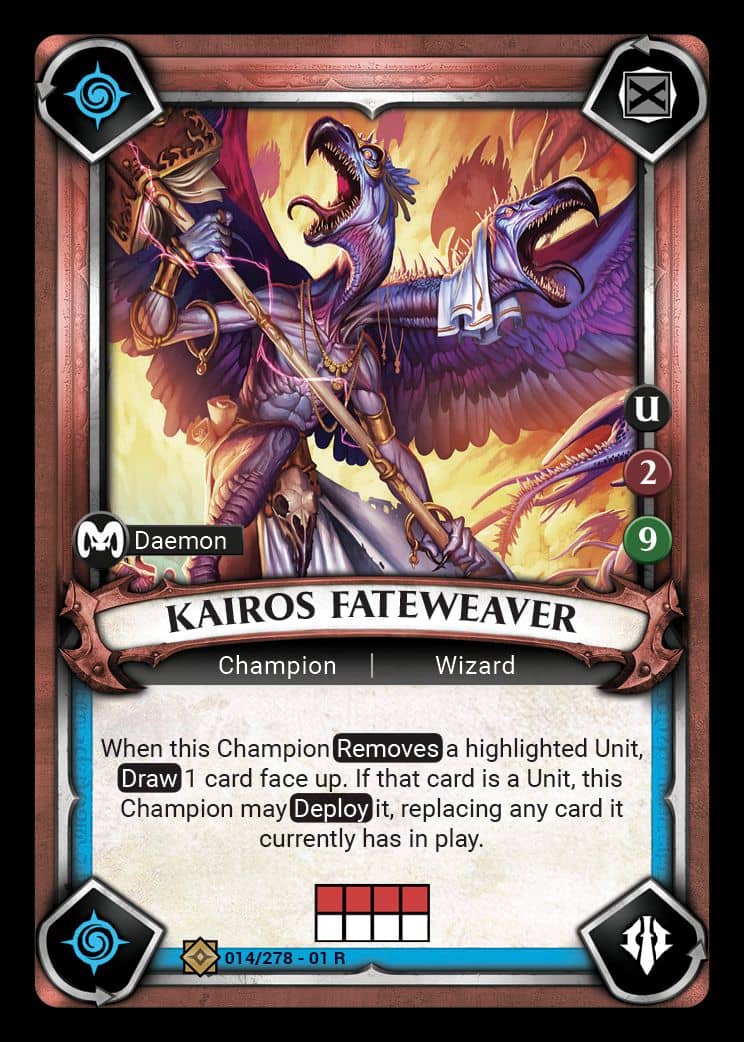 U
2
9
Daemon
KAIROS FATEWEAVER
Champion | Wizard
When this Champion Removes a highlighted Unit,
Draw 1 card face up. If that card is a Unit, this
Champion may Deploy it, replacing any card it
currently has in play.
014/278 - 01 R